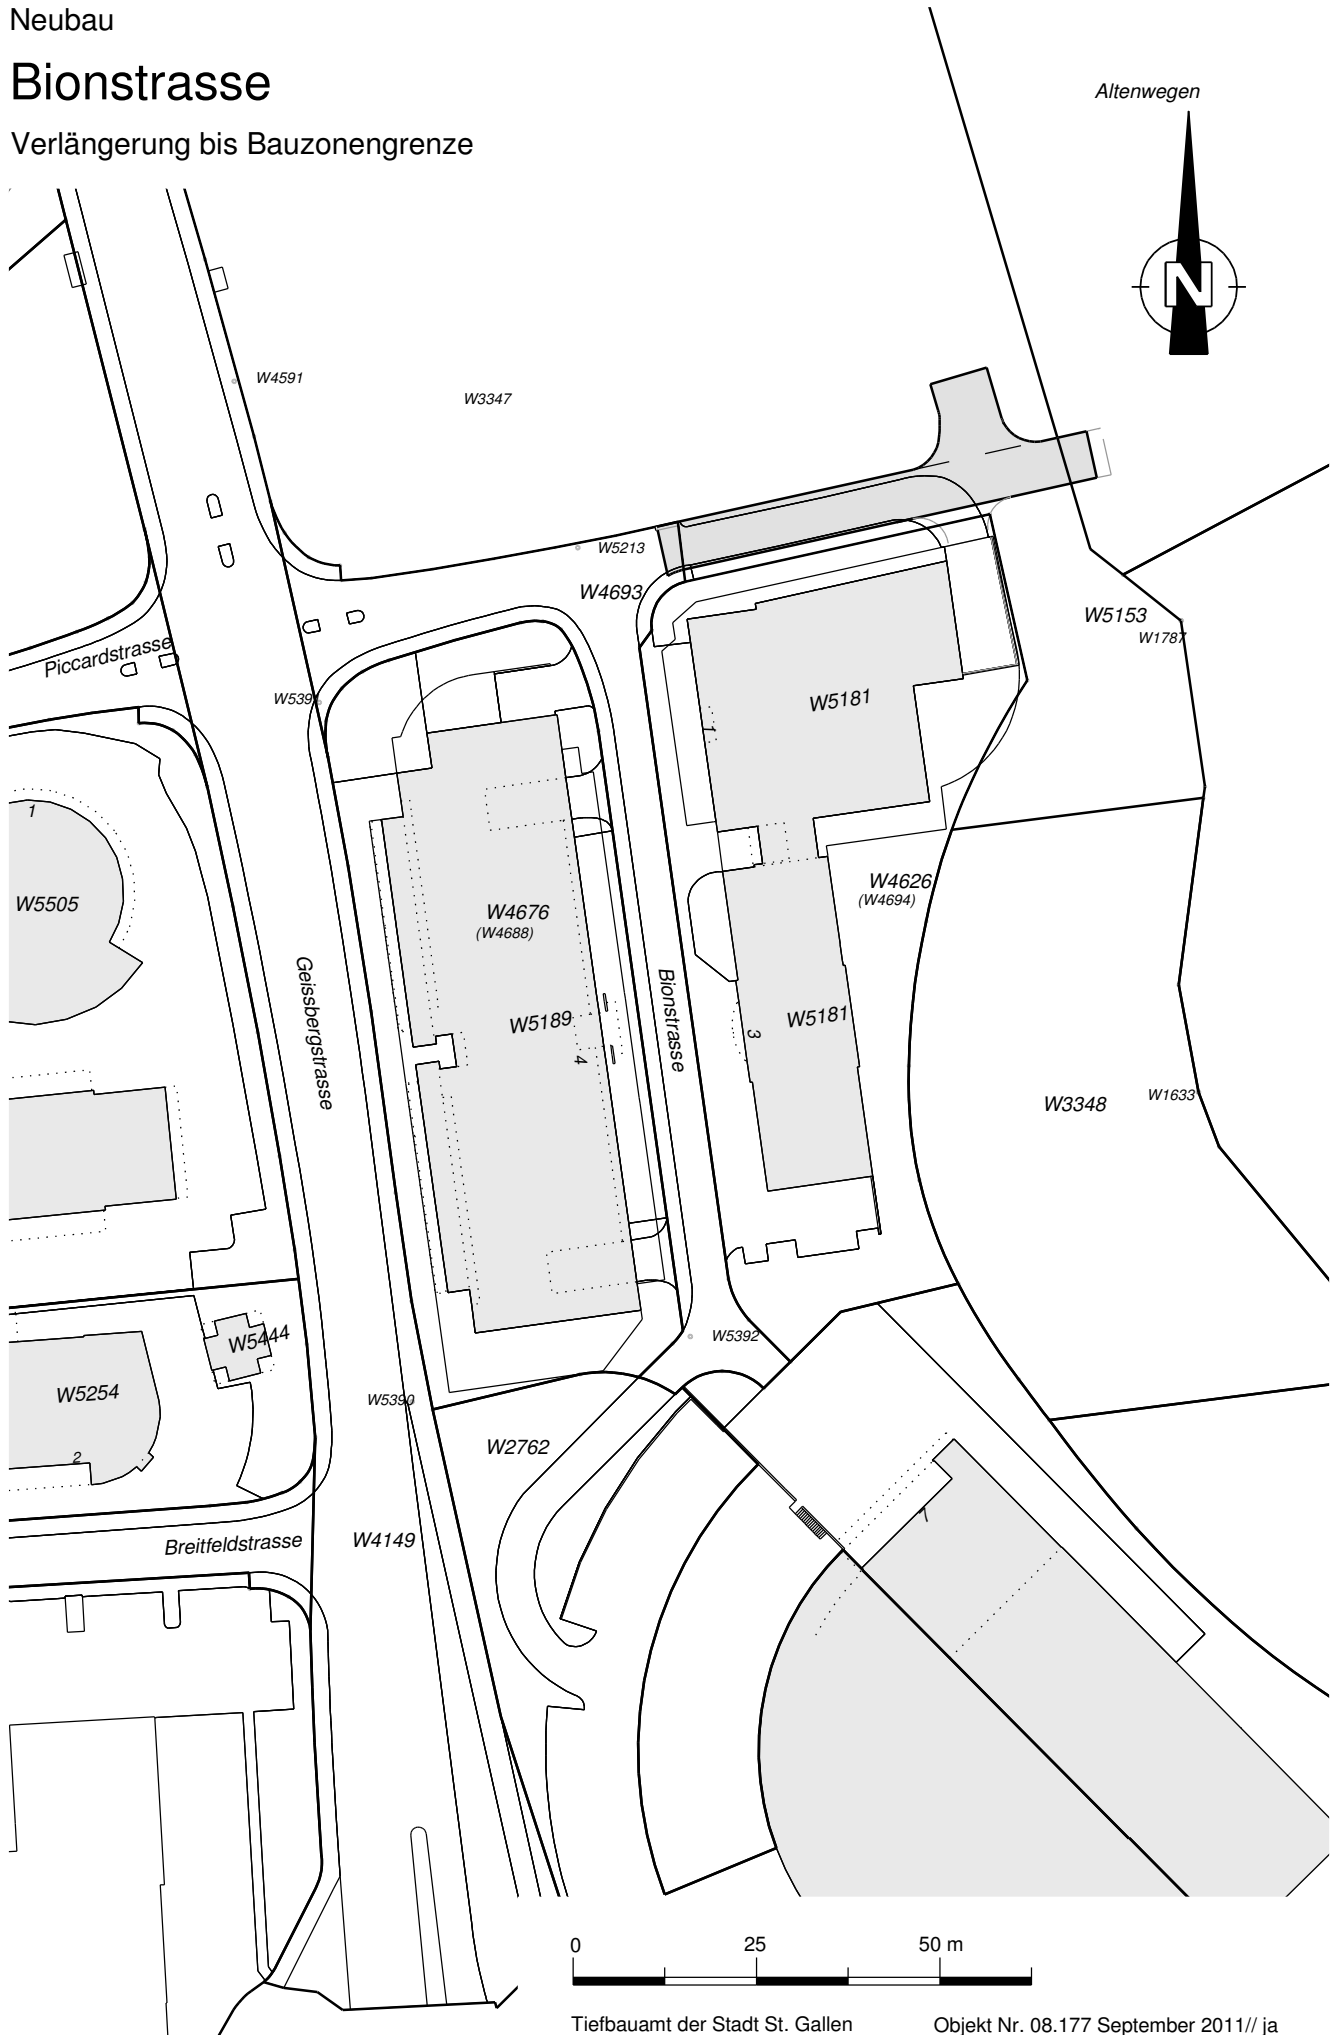 Neubau
Bionstrasse
Verlängerung bis Bauzonengrenze
Altenwegen
N
W4591
W3347
W5213
W4693
W5153
W1787
Piccardstrasse
W539
W5181
1
1
W5505
W4626
(W4694)
W4676
(W4688)
Geissbergstrasse
Bionstrasse
W5189
W5181
3
4
W3348
W1633
W5444
W5392
W5254
W5390
2
W2762
7
Breitfeldstrasse
W4149
0 25 50 m
Tiefbauamt der Stadt St. Gallen
Objekt Nr. 08.177 September 2011// ja